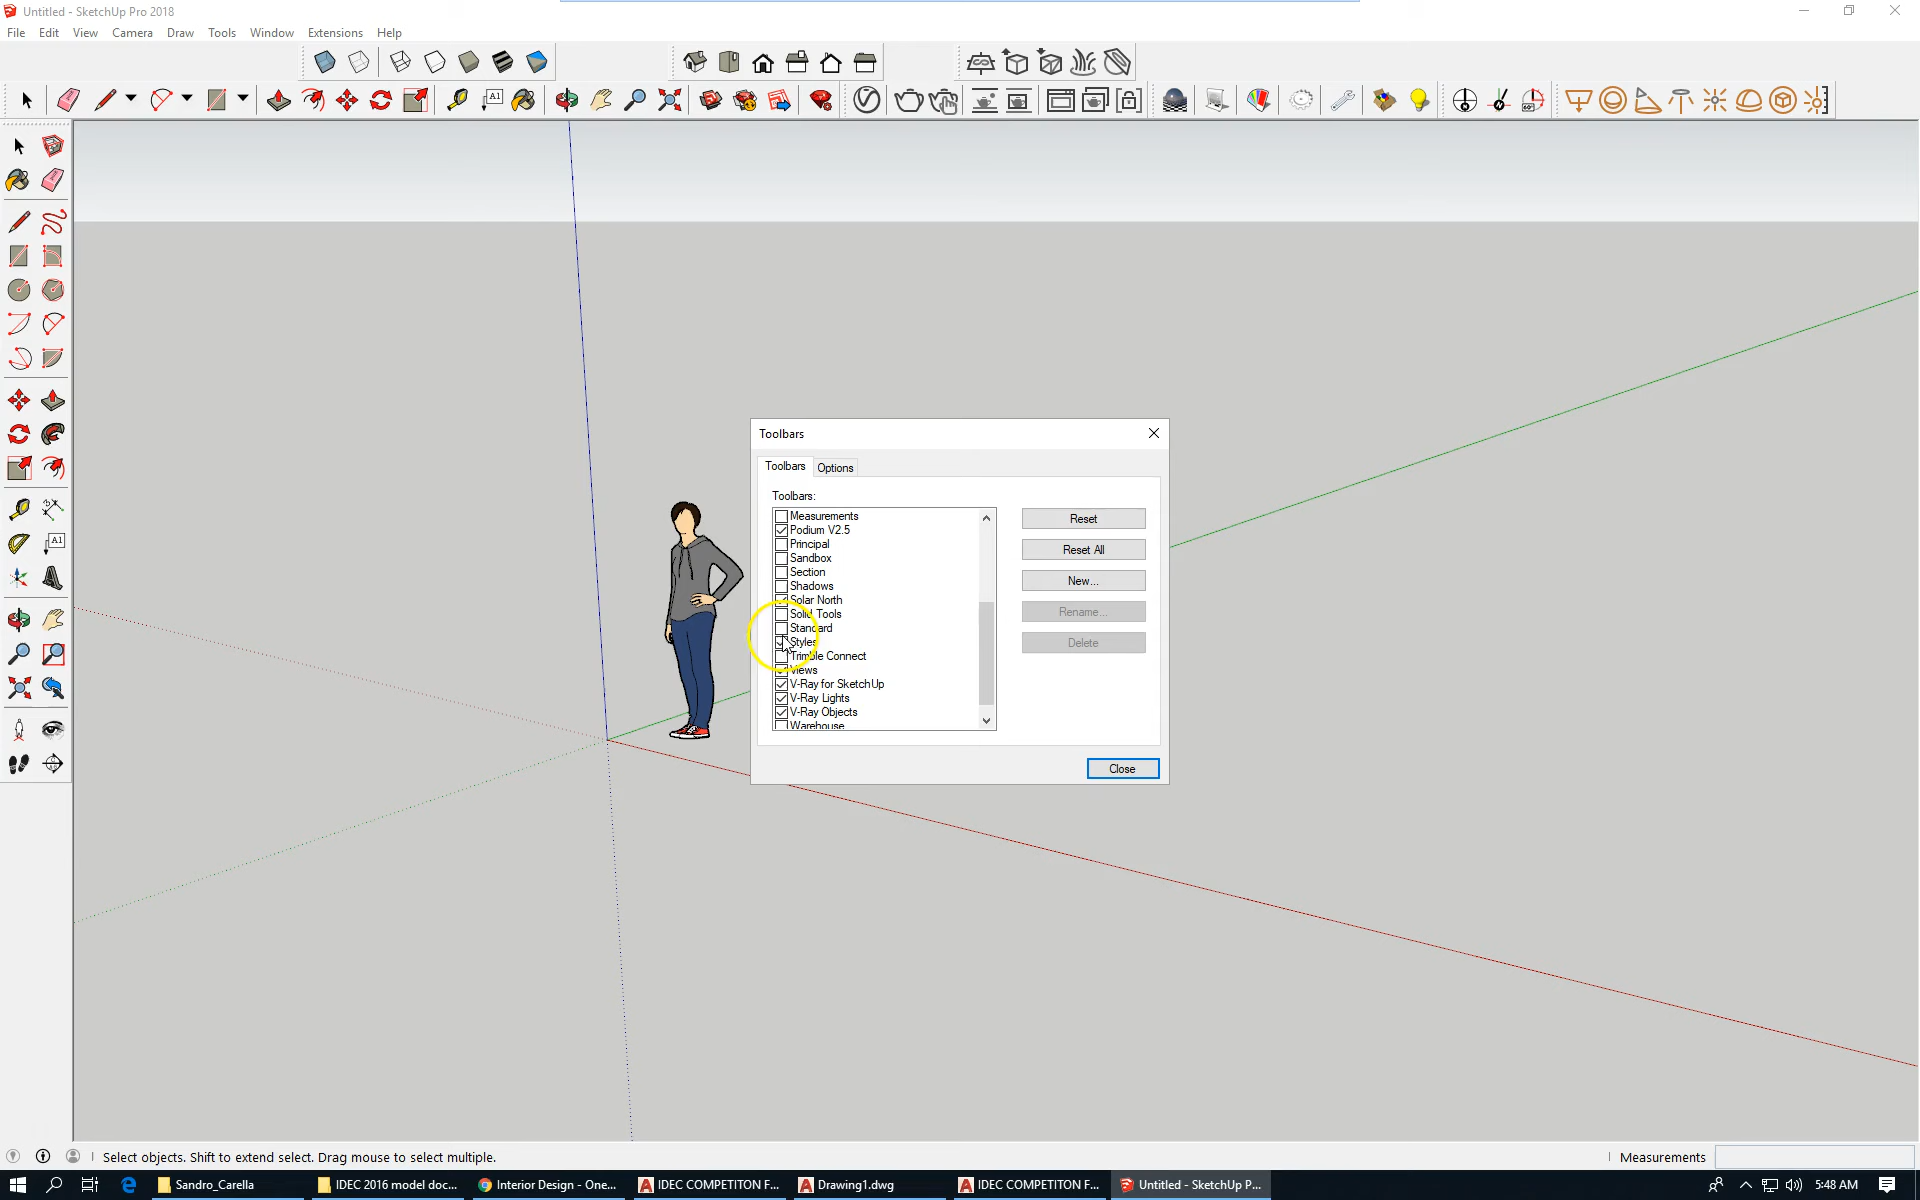 Untitled - SketchUp Pro 2018
File Edit View Camera Draw Tools Window Extensions Help
A1
A1
Toolbars
Toolbars Options
Toolbars:
Measurements
Podium V2.5
Principal
Sandbox
Section
Shadows
Solar North
Solid Tools
Standard
Styles
Trimble Connect
Views
V-Ray for SketchUp
V-Ray Lights
V-Ray Objects
Warehouse
Reset
Reset All
New...
Rename...
Delete
Close
Select objects. Shift to extend select. Drag mouse to select multiple.
Measurements
Sandro_Carella
IDEC 2016 model doc...
Interior Design - One...
IDEC COMPETITON F...
Drawing1.dwg
IDEC COMPETITON F...
Untitled - SketchUp P...
5:48 AM